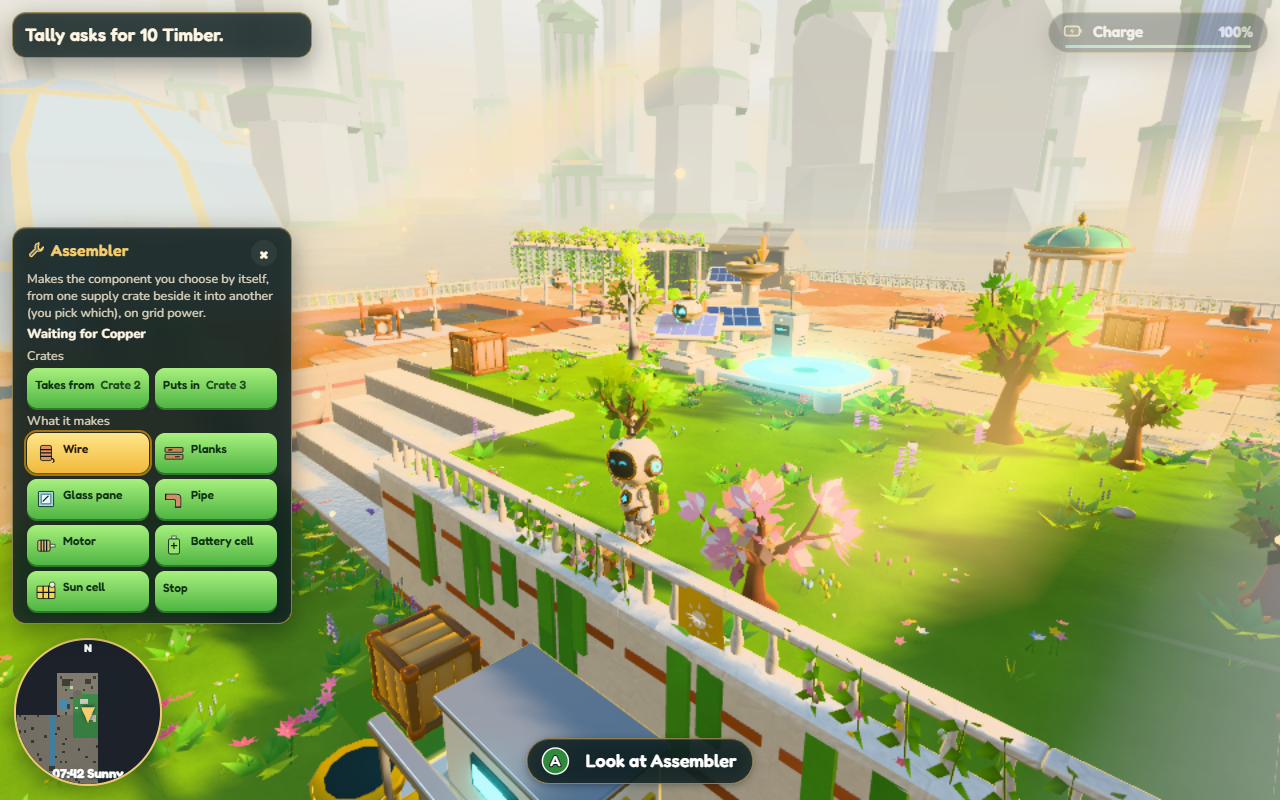 Tally asks for 10 Timber.
Charge 100%
Assembler
Makes the component you choose by itself,
from one supply crate beside it into another
(you pick which), on grid power.
Waiting for Copper
Crates
Takes from Crate 2
Puts in Crate 3
What it makes
Wire
Planks
Glass pane
Pipe
Motor
Battery cell
Sun cell
Stop
N
07:42 Sunny
A Look at Assembler